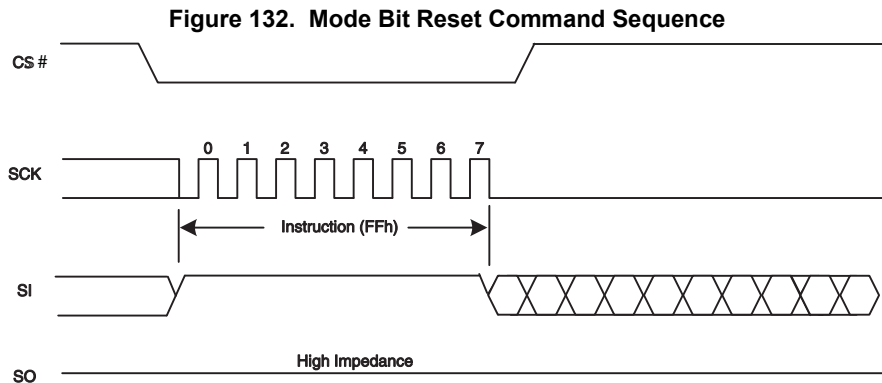 Figure 132. Mode Bit Reset Command Sequence
CS #
0 1 2 3 4 5 6 7
SCK
Instruction (FFh)
SI
High Impedance
SO